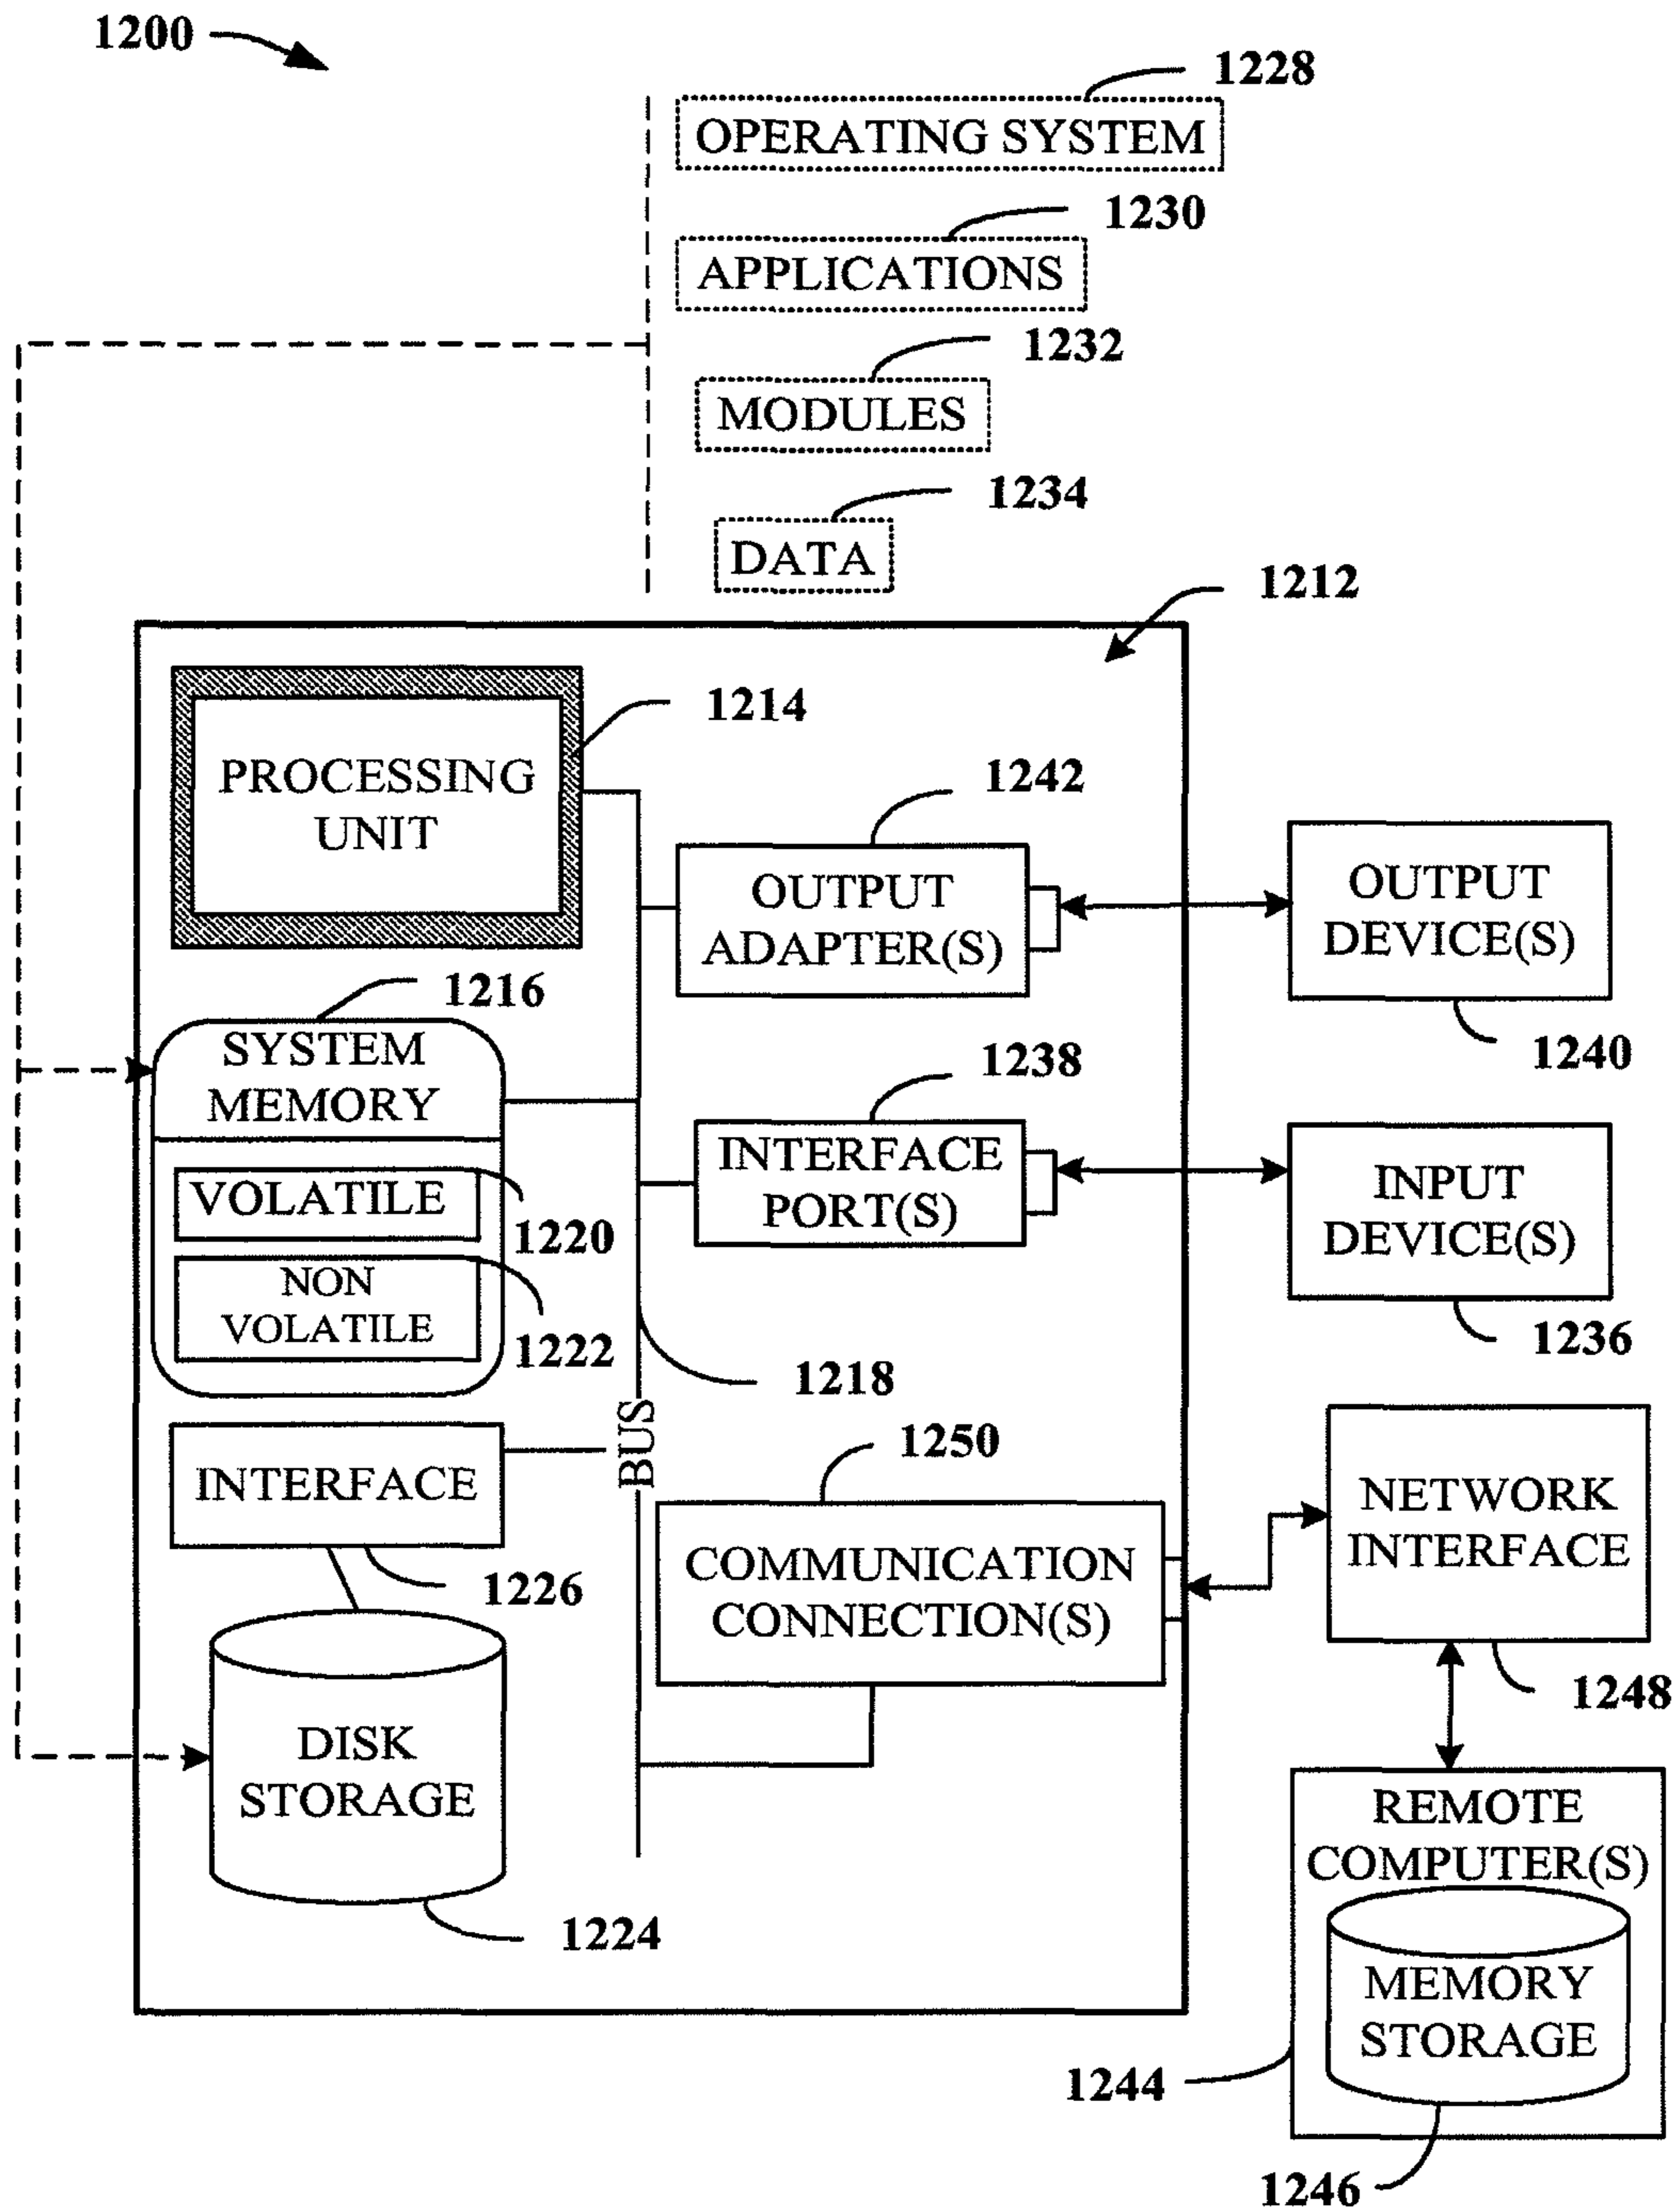 1200
1228
OPERATING SYSTEM
1230
APPLICATIONS
1232
MODULES
1234
DATA
1212
PROCESSING
UNIT
1214
1242
OUTPUT
ADAPTER(S)
OUTPUT
DEVICE(S)
1240
1216
SYSTEM
MEMORY
VOLATILE
1220
NON
VOLATILE
1222
1238
INTERFACE
PORT(S)
INPUT
DEVICE(S)
1236
1218
BUS
INTERFACE
1226
1250
COMMUNICATION
CONNECTION(S)
NETWORK
INTERFACE
1248
DISK
STORAGE
1224
REMOTE
COMPUTER(S)
MEMORY
STORAGE
1244
1246